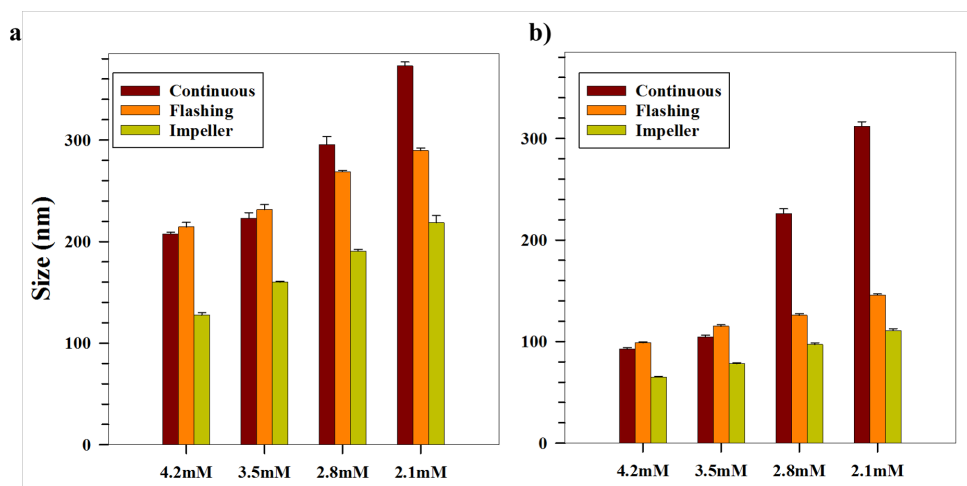 a
Continuous
Flashing
Impeller
Size (nm)
300
200
100
0
4.2mM 3.5mM 2.8mM 2.1mM
b)
Continuous
Flashing
Impeller
300
200
100
0
4.2mM 3.5mM 2.8mM 2.1mM